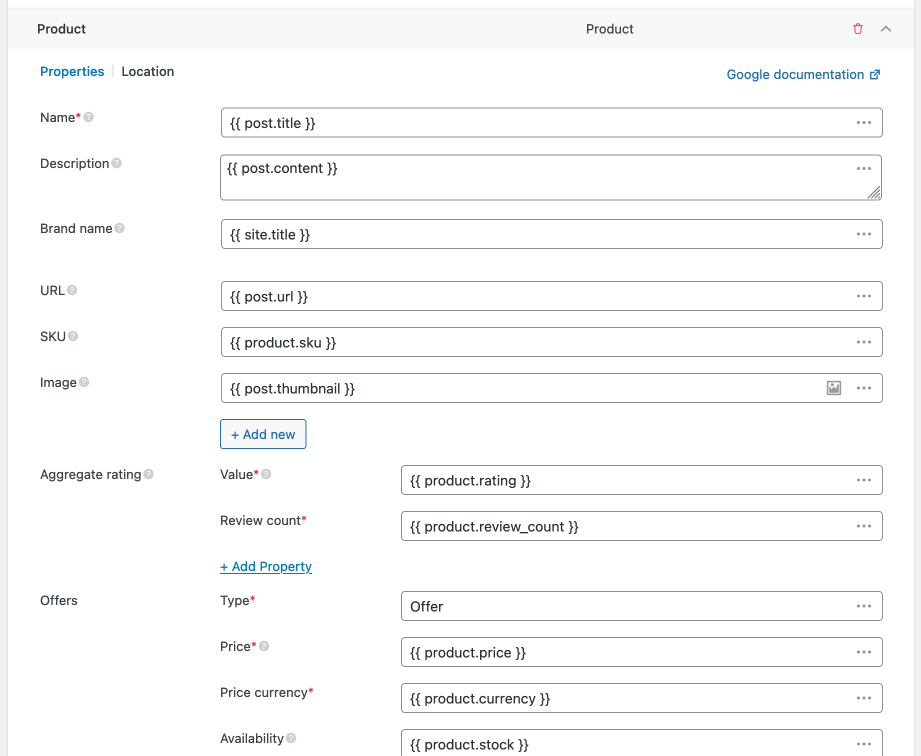 Product Product
Properties | Location
Google documentation
Name* {{ post.title }}
Description {{ post.content }}
Brand name {{ site.title }}
URL {{ post.url }}
SKU {{ product.sku }}
Image {{ post.thumbnail }}
+ Add new
Aggregate rating Value* {{ product.rating }}
Review count* {{ product.review_count }}
+ Add Property
Offers Type* Offer
Price* {{ product.price }}
Price currency* {{ product.currency }}
Availability {{ product.stock }}